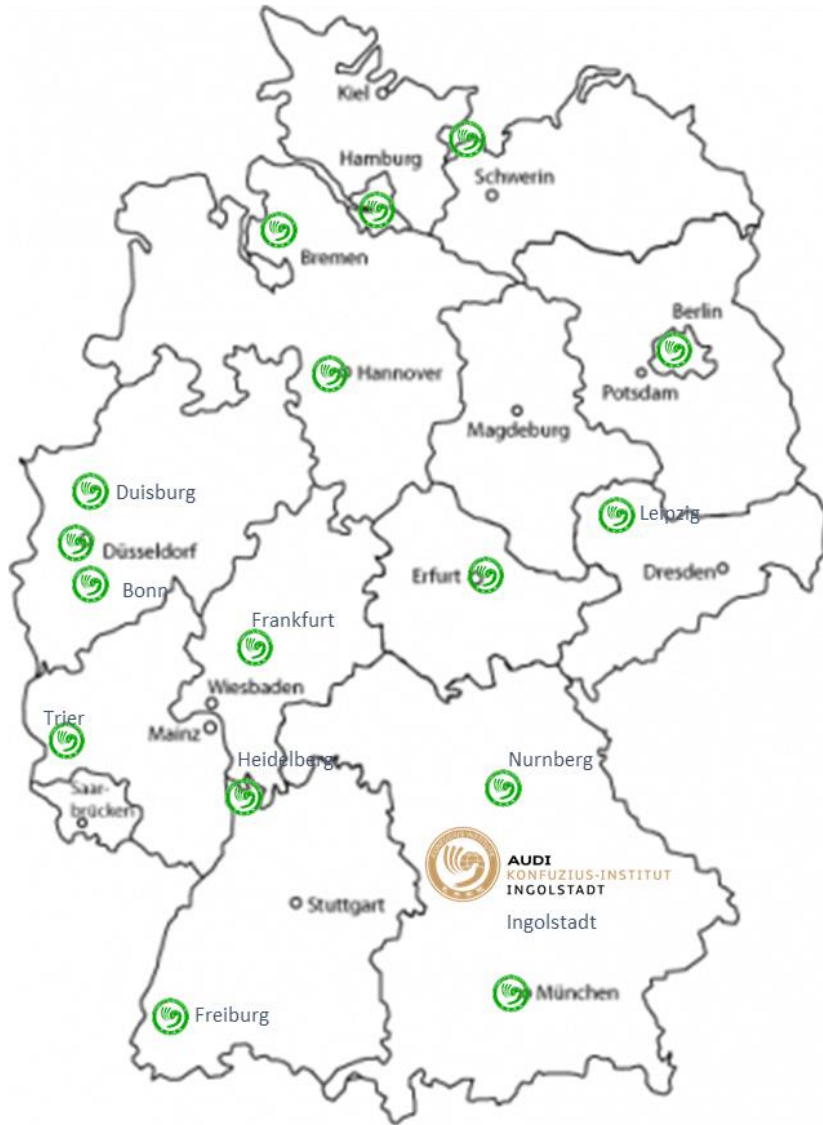 Kiel
Hamburg
Schwerin
Bremen
Berlin
Hannover
Potsdam
Magdeburg
Duisburg
Leipzig
Düsseldorf
Erfurt
Dresden
Bonn
Frankfurt
Wiesbaden
Trier
Mainz
Heidelberg
Nurnberg
Saar-
brücken
AUDI
KONFUZIUS-INSTITUT
INGOLSTADT
Stuttgart
Ingolstadt
München
Freiburg